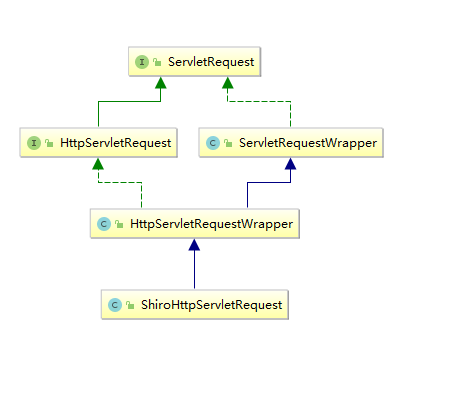 I ServletRequest
I HttpServletRequest
C ServletRequestWrapper
C HttpServletRequestWrapper
C ShiroHttpServletRequest